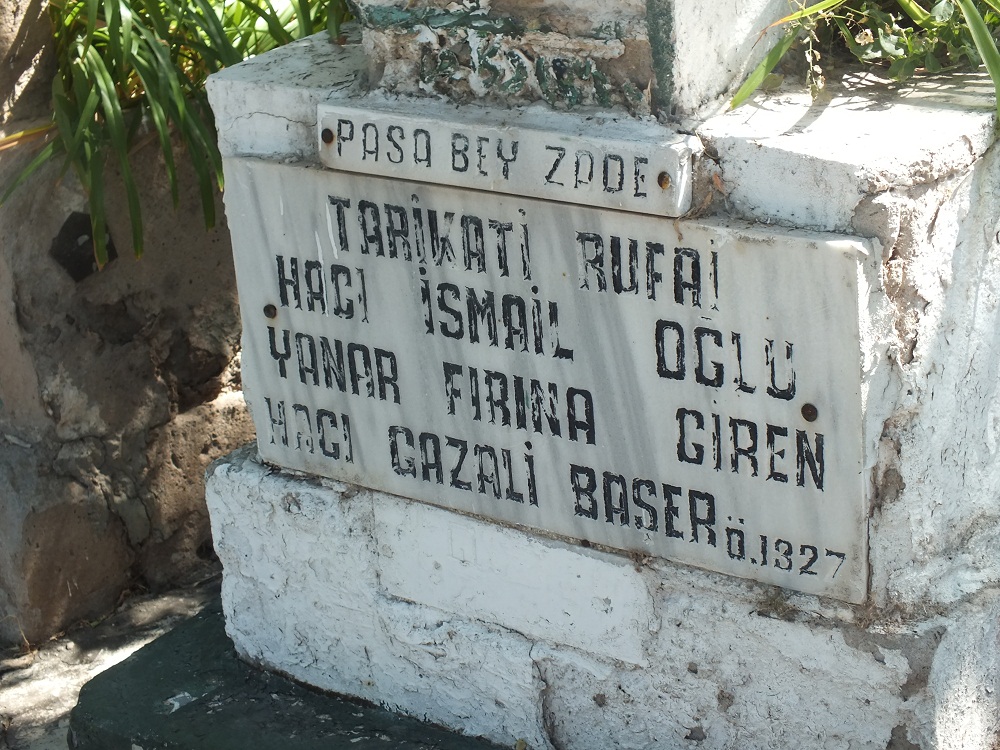 PAŞA BEY ZADE
TARİKATİ RUFAİ
HACI İSMAİL OĞLU
YANAR FIRINA GİREN
HACI GAZALİ BAŞER Ö.1327